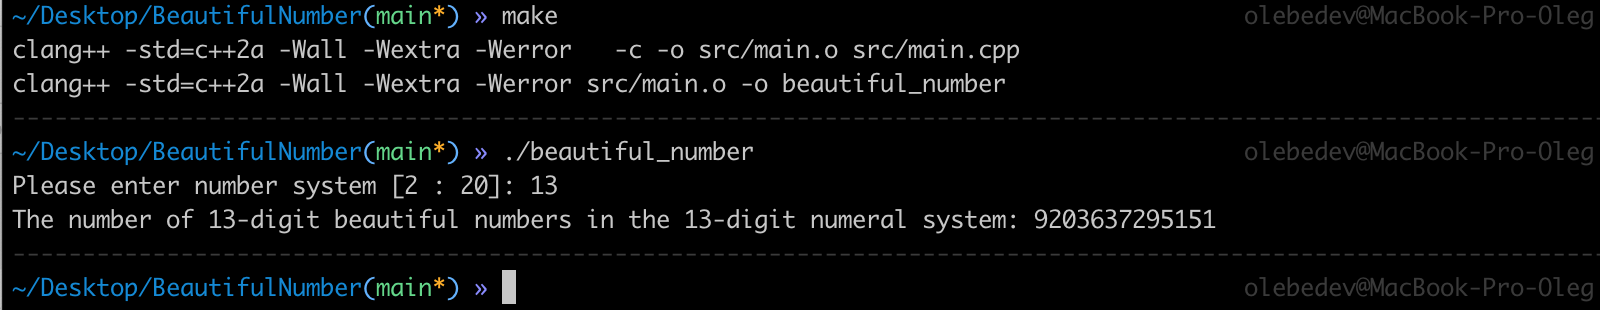 ~/Desktop/BeautifulNumber(main*) » make olebedev@MacBook-Pro-Oleg
clang++ -std=c++2a -Wall -Wextra -Werror   -c -o src/main.o src/main.cpp
clang++ -std=c++2a -Wall -Wextra -Werror src/main.o -o beautiful_number
~/Desktop/BeautifulNumber(main*) » ./beautiful_number olebedev@MacBook-Pro-Oleg
Please enter number system [2 : 20]: 13
The number of 13-digit beautiful numbers in the 13-digit numeral system: 9203637295151
~/Desktop/BeautifulNumber(main*) » olebedev@MacBook-Pro-Oleg